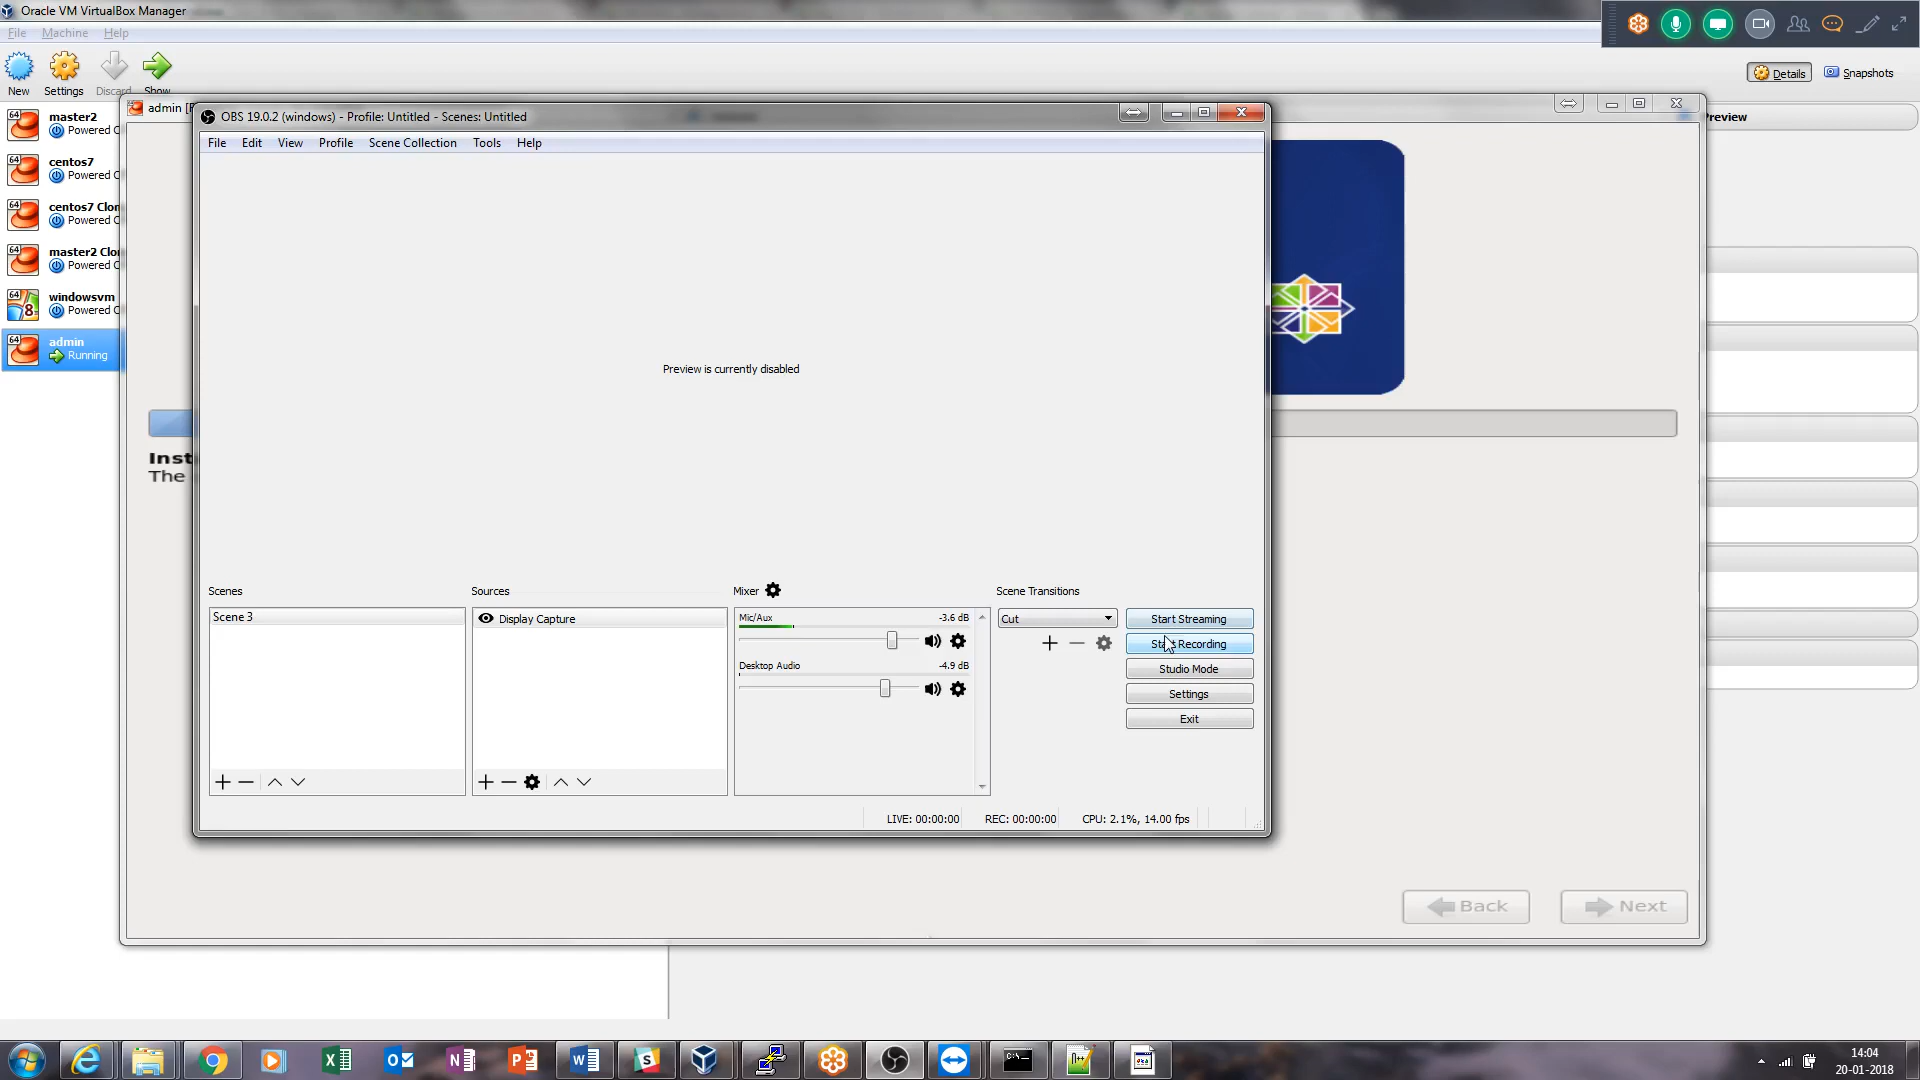 Oracle VM VirtualBox Manager
File Machine Help
New Settings Discard Show
Details Snapshots
master2
Powered O
centos7
Powered O
centos7 Clon
Powered O
master2 Clo
Powered O
windowsvm
Powered O
admin
Running
admin [
Preview
Inst
The
Back Next
OBS 19.0.2 (windows) - Profile: Untitled - Scenes: Untitled
File Edit View Profile Scene Collection Tools Help
Preview is currently disabled
Scenes Sources Mixer Scene Transitions
Scene 3
Display Capture
Mic/Aux -3.6 dB
Desktop Audio -4.9 dB
Cut
Start Streaming
Recording
Studio Mode
Settings
Exit
LIVE: 00:00:00 REC: 00:00:00 CPU: 2.1%, 14.00 fps
14:04
20-01-2018